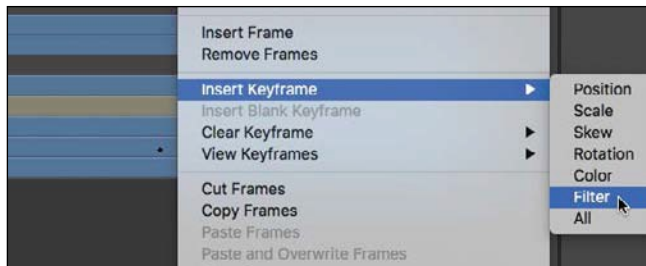 Insert Frame
Remove Frames
Insert Keyframe
Insert Blank Keyframe
Clear Keyframe
View Keyframes
Cut Frames
Copy Frames
Paste Frames
Paste and Overwrite Frames
Position
Scale
Skew
Rotation
Color
Filter
All